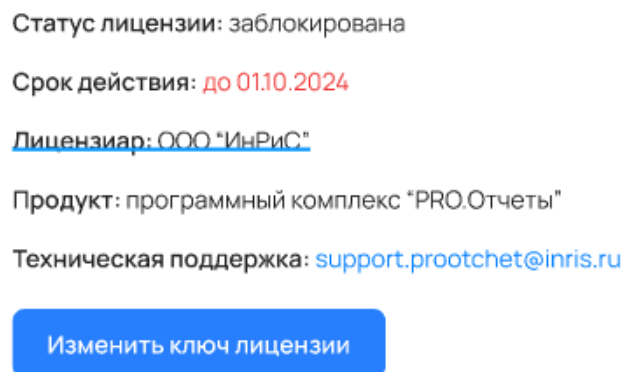 Статус лицензии: заблокирована
Срок действия: до 01.10.2024
Лицензиар: ООО “ИнРиС”
Продукт: программный комплекс “PRO.Отчеты”
Техническая поддержка: support.prootchet@inris.ru
Изменить ключ лицензии